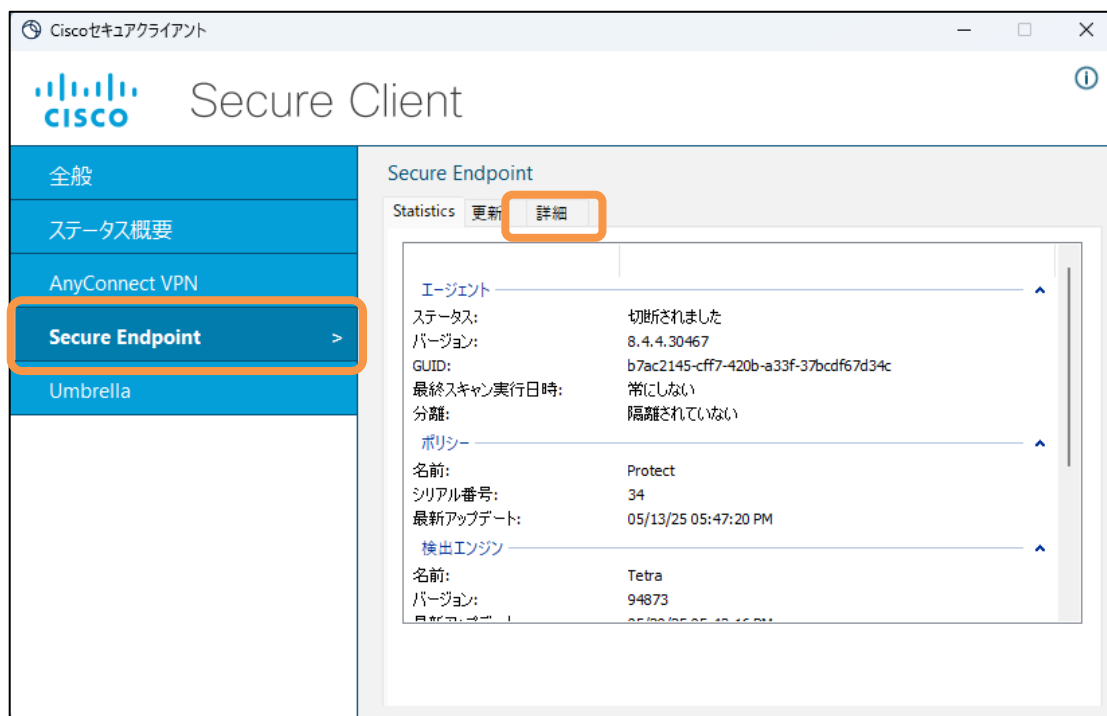 Ciscoセキュアクライアント
CISCO
Secure Client
全般
ステータス概要
AnyConnect VPN
Secure Endpoint >
Umbrella
Secure Endpoint
Statistics 更新 詳細
エージェント
ステータス: 切断されました
バージョン: 8.4.4.30467
GUID: b7ac2145-cff7-420b-a33f-37bcdf67d34c
最終スキャン実行日時: 常にしない
分離: 隔離されていない
ポリシー
名前: Protect
シリアル番号: 34
最新アップデート: 05/13/25 05:47:20 PM
検出エンジン
名前: Tetra
バージョン: 94873